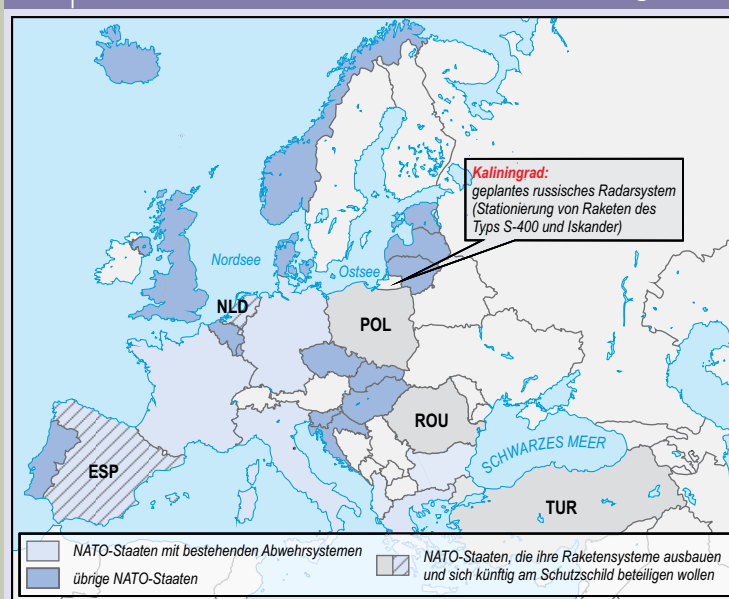 Kaliningrad:
geplantes russisches Radarsystem
(Stationierung von Raketen des
Typs S-400 und Iskander)
Nordsee
Ostsee
NLD
POL
ROU
ESP
SCHWARZES MEER
TUR
NATO-Staaten mit bestehenden Abwehrsystemen
übrige NATO-Staaten
NATO-Staaten, die ihre Raketensysteme ausbauen
und sich künftig am Schutzschild beteiligen wollen